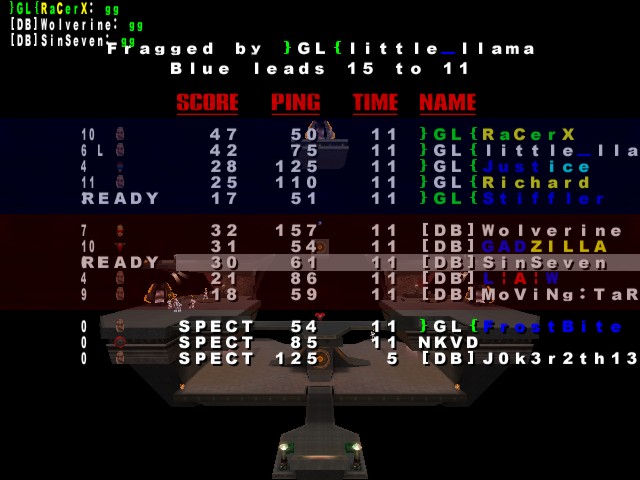 }GL{RaCerX: gg
[DB]Wolverine: gg
[DB]SinSeven: gg
Fragged by }GL{little_llama
Blue leads 15 to 11
SCORE PING TIME NAME
10 47 50 11 }GL{RaCerX
6 L 42 75 11 }GL{little_lla
4 28 125 11 }GL{Justice
11 25 110 11 }GL{Richard
READY 17 51 11 }GL{Stiffler
7 32 157 11 [DB]Wolverine
10 31 54 11 [DB]GADZILLA
READY 30 61 11 [DB]SinSeven
4 21 86 11 [DB]
9 18 59 11 [DB]MoViNg:TaR
0 SPECT 54 11 }GL{FrostBite
0 SPECT 85 11 NKVD
0 SPECT 125 5 [DB]J0k3r2th13